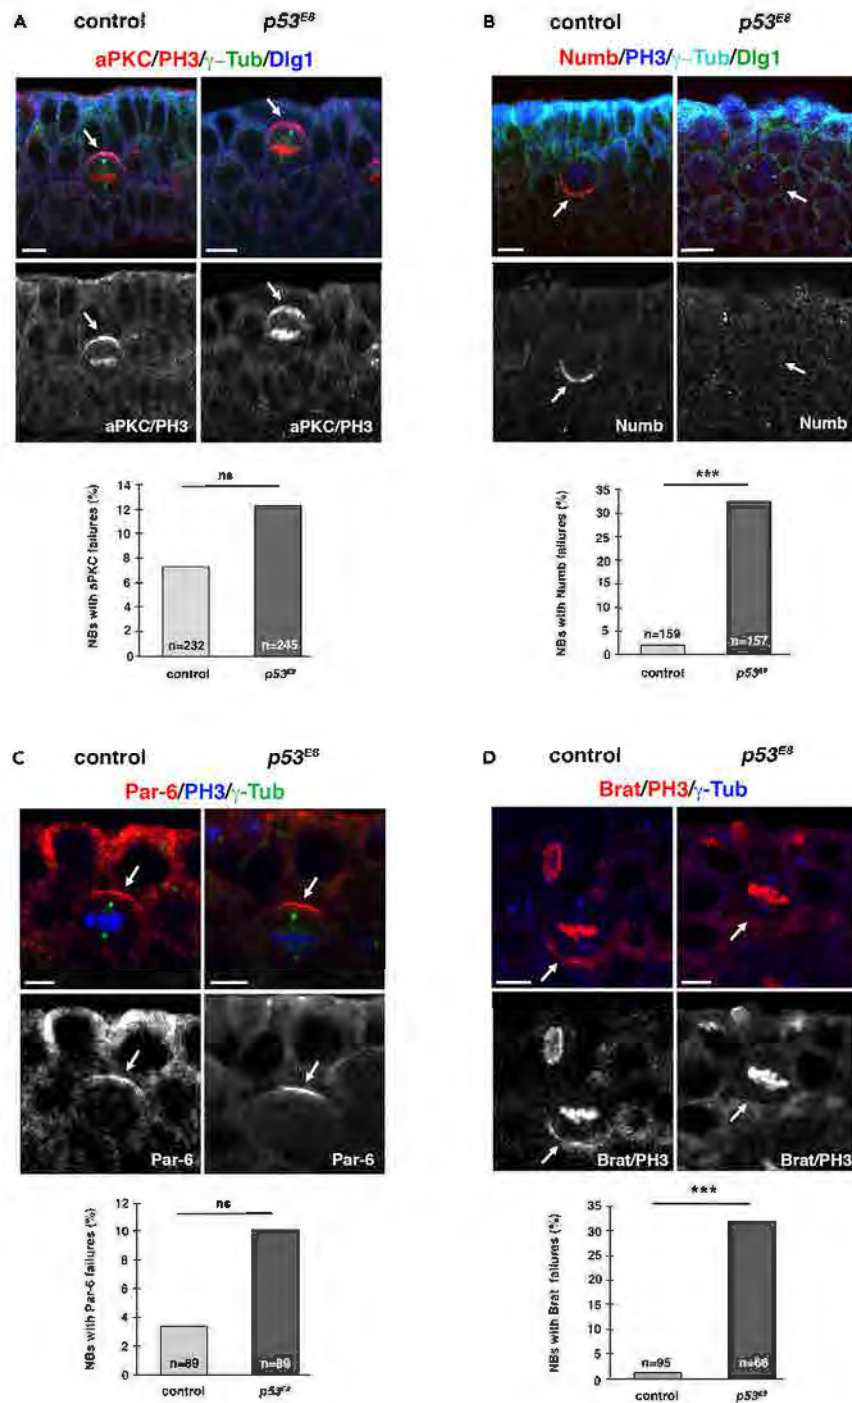 A control p53ᴱ⁸
aPKC/PH3/γ-Tub/Dlg1
aPKC/PH3 aPKC/PH3
ns
NBs with aPKC failures (%)
14
12
10
8
6
4
2
0
n=232 n=245
control p53ᴱ⁸
B control p53ᴱ⁸
Numb/PH3/γ-Tub/Dlg1
Numb Numb
***
NBs with Numb failures (%)
35
30
25
20
15
10
5
0
n=159 n=157
control p53ᴱ⁸
C control p53ᴱ⁸
Par-6/PH3/γ-Tub
Par-6 Par-6
ns
NBs with Par-6 failures (%)
12
10
8
6
4
2
0
n=89 n=89
control p53ᴱ⁸
D control p53ᴱ⁸
Brat/PH3/γ-Tub
Brat/PH3 Brat/PH3
***
NBs with Brat failures (%)
35
30
25
20
15
10
5
0
n=95 n=66
control p53ᴱ⁸